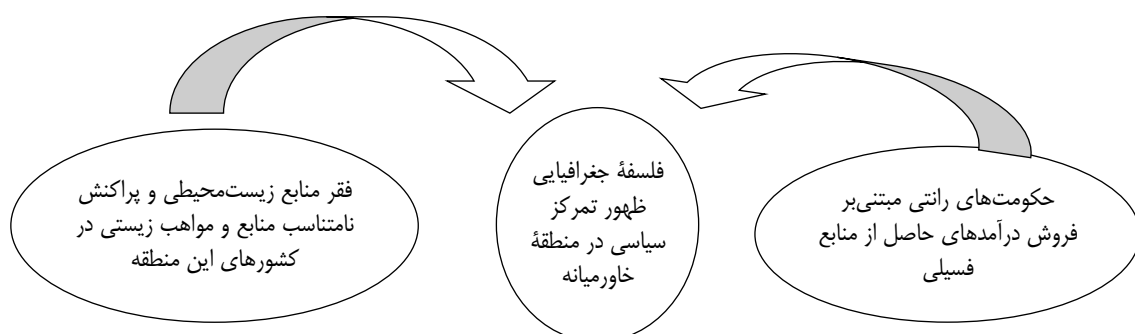 حکومت‌های رانتی مبتنی‌بر
فروش درآمدهای حاصل از منابع
فسیلی
فلسفهٔ جغرافیایی
ظهور تمرکز
سیاسی در منطقهٔ
خاورمیانه
فقر منابع زیست‌محیطی و پراکنش
نامتناسب منابع و مواهب زیستی در
کشورهای این منطقه